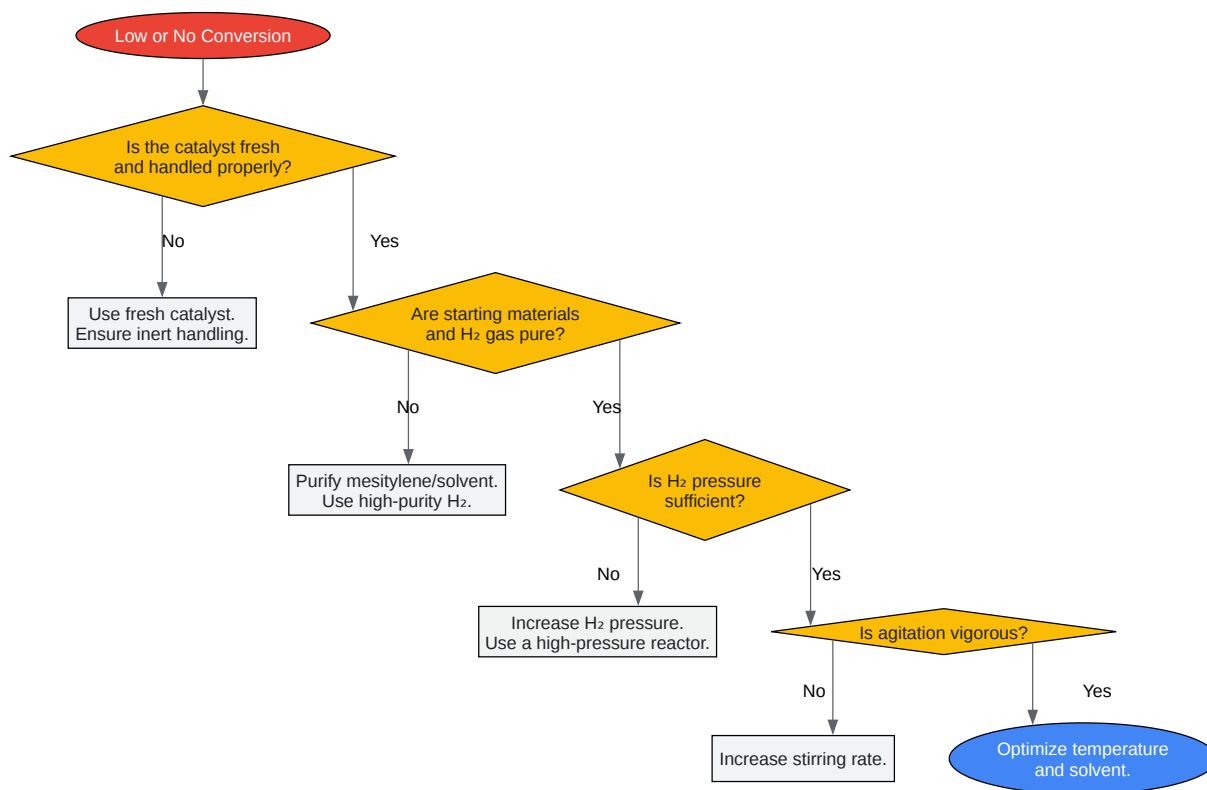 Low or No Conversion
Is the catalyst fresh
and handled properly?
No
Yes
Use fresh catalyst.
Ensure inert handling.
Are starting materials
and H₂ gas pure?
No
Yes
Purify mesitylene/solvent.
Use high-purity H₂.
Is H₂ pressure
sufficient?
No
Yes
Increase H₂ pressure.
Use a high-pressure reactor.
Is agitation vigorous?
No
Yes
Increase stirring rate.
Optimize temperature
and solvent.